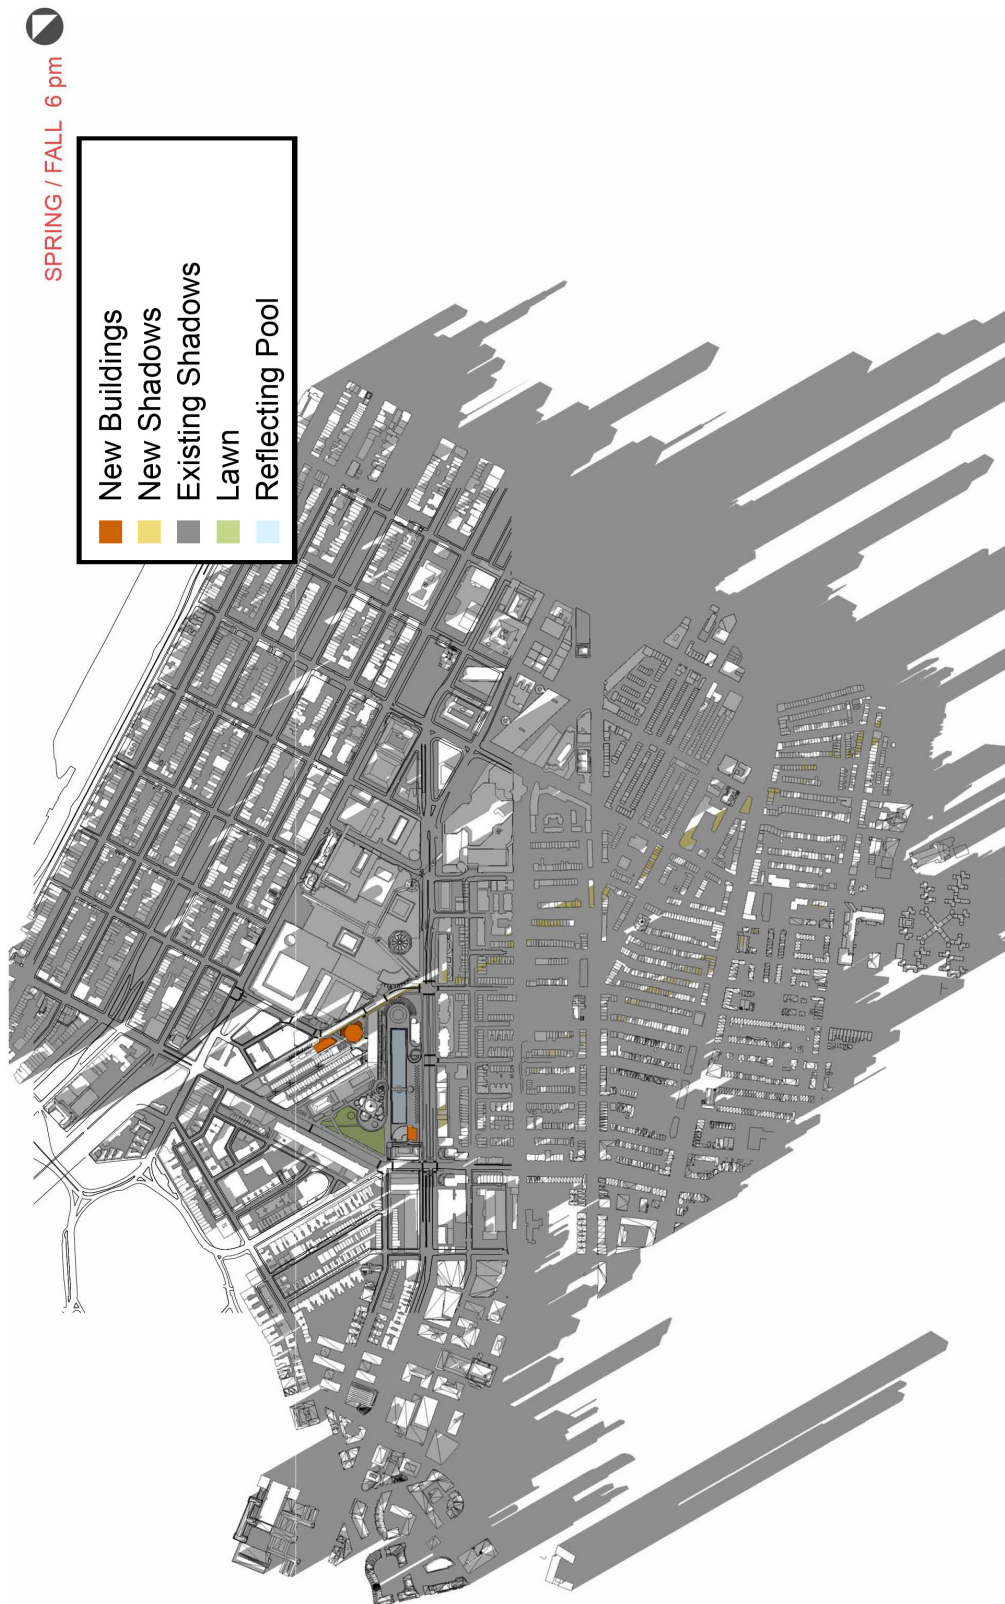 SPRING / FALL 6 pm
New Buildings
New Shadows
Existing Shadows
Lawn
Reflecting Pool